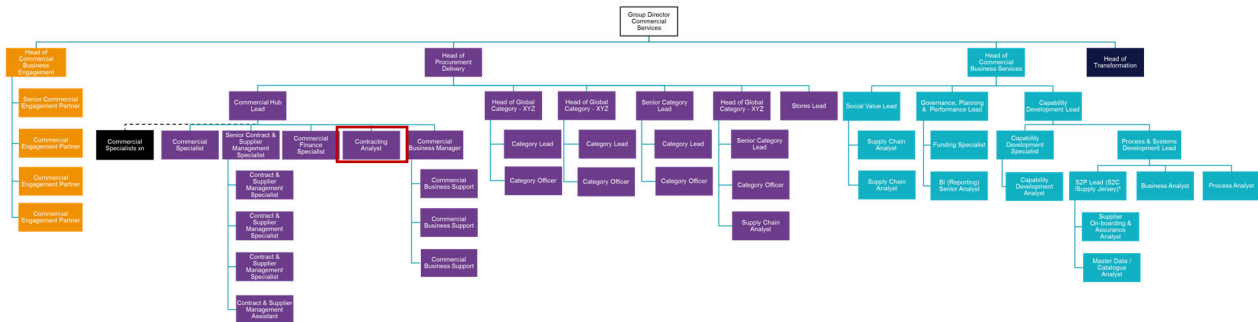 Group Director
Commercial
Services
Head of
Commercial
Business
Engagement
Head of
Procurement
Delivery
Head of
Commercial
Business Services
Head of
Transformation
Senior Commercial
Engagement Partner
Commercial
Engagement Partner
Commercial
Engagement Partner
Commercial
Engagement Partner
Commercial Hub
Lead
Head of Global
Category - XYZ
Head of Global
Category - XYZ
Senior Category
Lead
Head of Global
Category - XYZ
Stores Lead
Commercial
Specialists xn
Commercial
Specialist
Senior Contract &
Supplier
Management
Specialist
Commercial
Finance
Specialist
Contracting
Analyst
Commercial
Business Manager
Contract &
Supplier
Management
Specialist
Contract &
Supplier
Management
Specialist
Contract &
Supplier
Management
Specialist
Contract & Supplier
Management
Assistant
Commercial
Business Support
Commercial
Business Support
Commercial
Business Support
Category Lead
Category Officer
Category Lead
Category Officer
Category Lead
Category Officer
Senior Category
Lead
Category Officer
Supply Chain
Analyst
Social Value Lead
Governance, Planning
& Performance Lead
Capability
Development Lead
Supply Chain
Analyst
Supply Chain
Analyst
Funding Specialist
BI (Reporting)
Senior Analyst
Capability
Development
Specialist
Capability
Development
Analyst
Process & Systems
Development Lead
S2P Lead (S2C
/Supply Jersey)*
Business Analyst
Process Analyst
Supplier
On-boarding &
Assurance
Analyst
Master Data /
Catalogue
Analyst